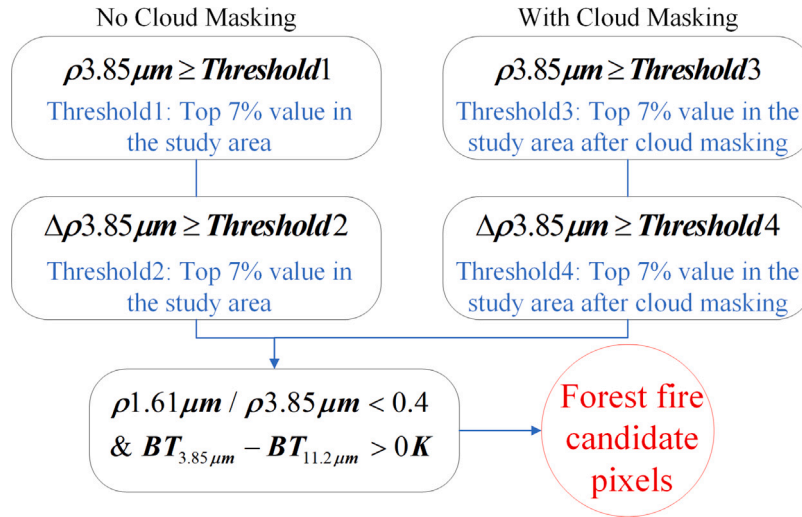 No Cloud Masking
ρ3.85μm ≥ Threshold1
Threshold1: Top 7% value in
the study area
Δρ3.85μm ≥ Threshold2
Threshold2: Top 7% value in
the study area
With Cloud Masking
ρ3.85μm ≥ Threshold3
Threshold3: Top 7% value in the
study area after cloud masking
Δρ3.85μm ≥ Threshold4
Threshold4: Top 7% value in the
study area after cloud masking
ρ1.61μm / ρ3.85μm < 0.4
& BT3.85μm − BT11.2μm > 0K
Forest fire
candidate
pixels